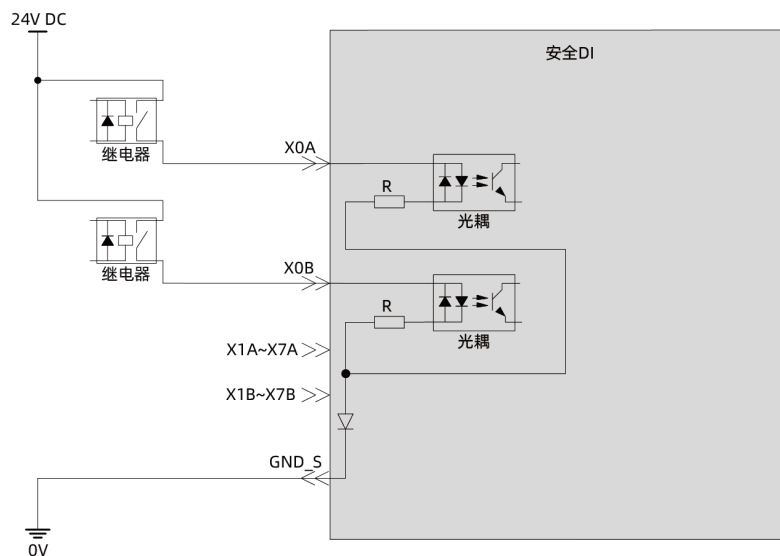 24V DC
安全DI
继电器
X0A
R
光耦
继电器
X0B
R
光耦
X1A~X7A
X1B~X7B
GND_S
0V